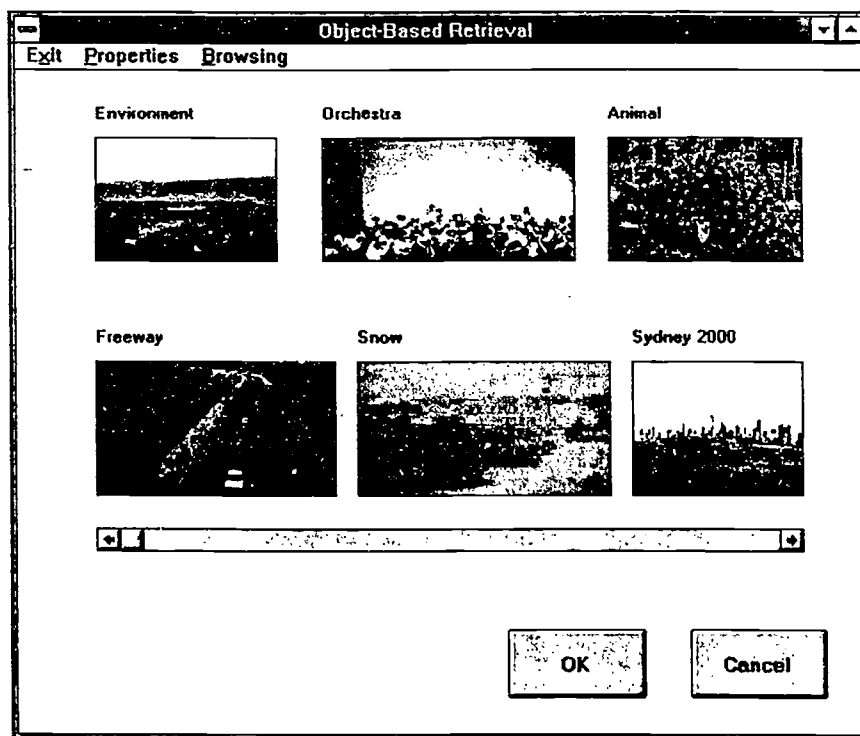 Object-Based Retrieval
Exit Properties Browsing
Environment Orchestra Animal
Freeway Snow Sydney 2000
OK Cancel